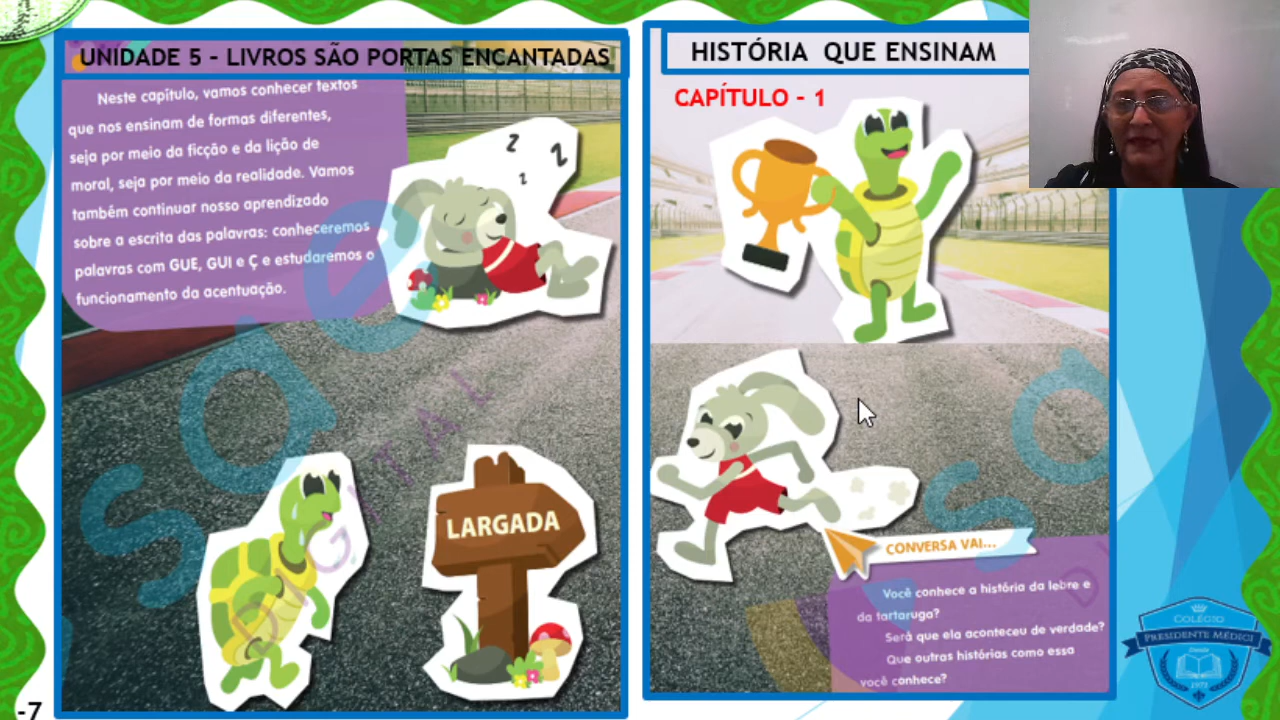 UNIDADE 5 - LIVROS SÃO PORTAS ENCANTADAS
Neste capítulo, vamos conhecer textos
que nos ensinam de formas diferentes,
seja por meio da ficção e da lição de
moral, seja por meio da realidade. Vamos
também continuar nosso aprendizado
sobre a escrita das palavras: conheceremos
palavras com GUE, GUI e Ç e estudaremos o
funcionamento da acentuação.
z z
z
LARGADA
DIGITAL
-7
HISTÓRIA QUE ENSINAM
CAPÍTULO - 1
CONVERSA VAI...
Você conhece a história da lebre e
da tartaruga?
Será que ela aconteceu de verdade?
Que outras histórias como essa
você conhece?
COLÉGIO
PRESIDENTE MÉDICI
Desde
1975